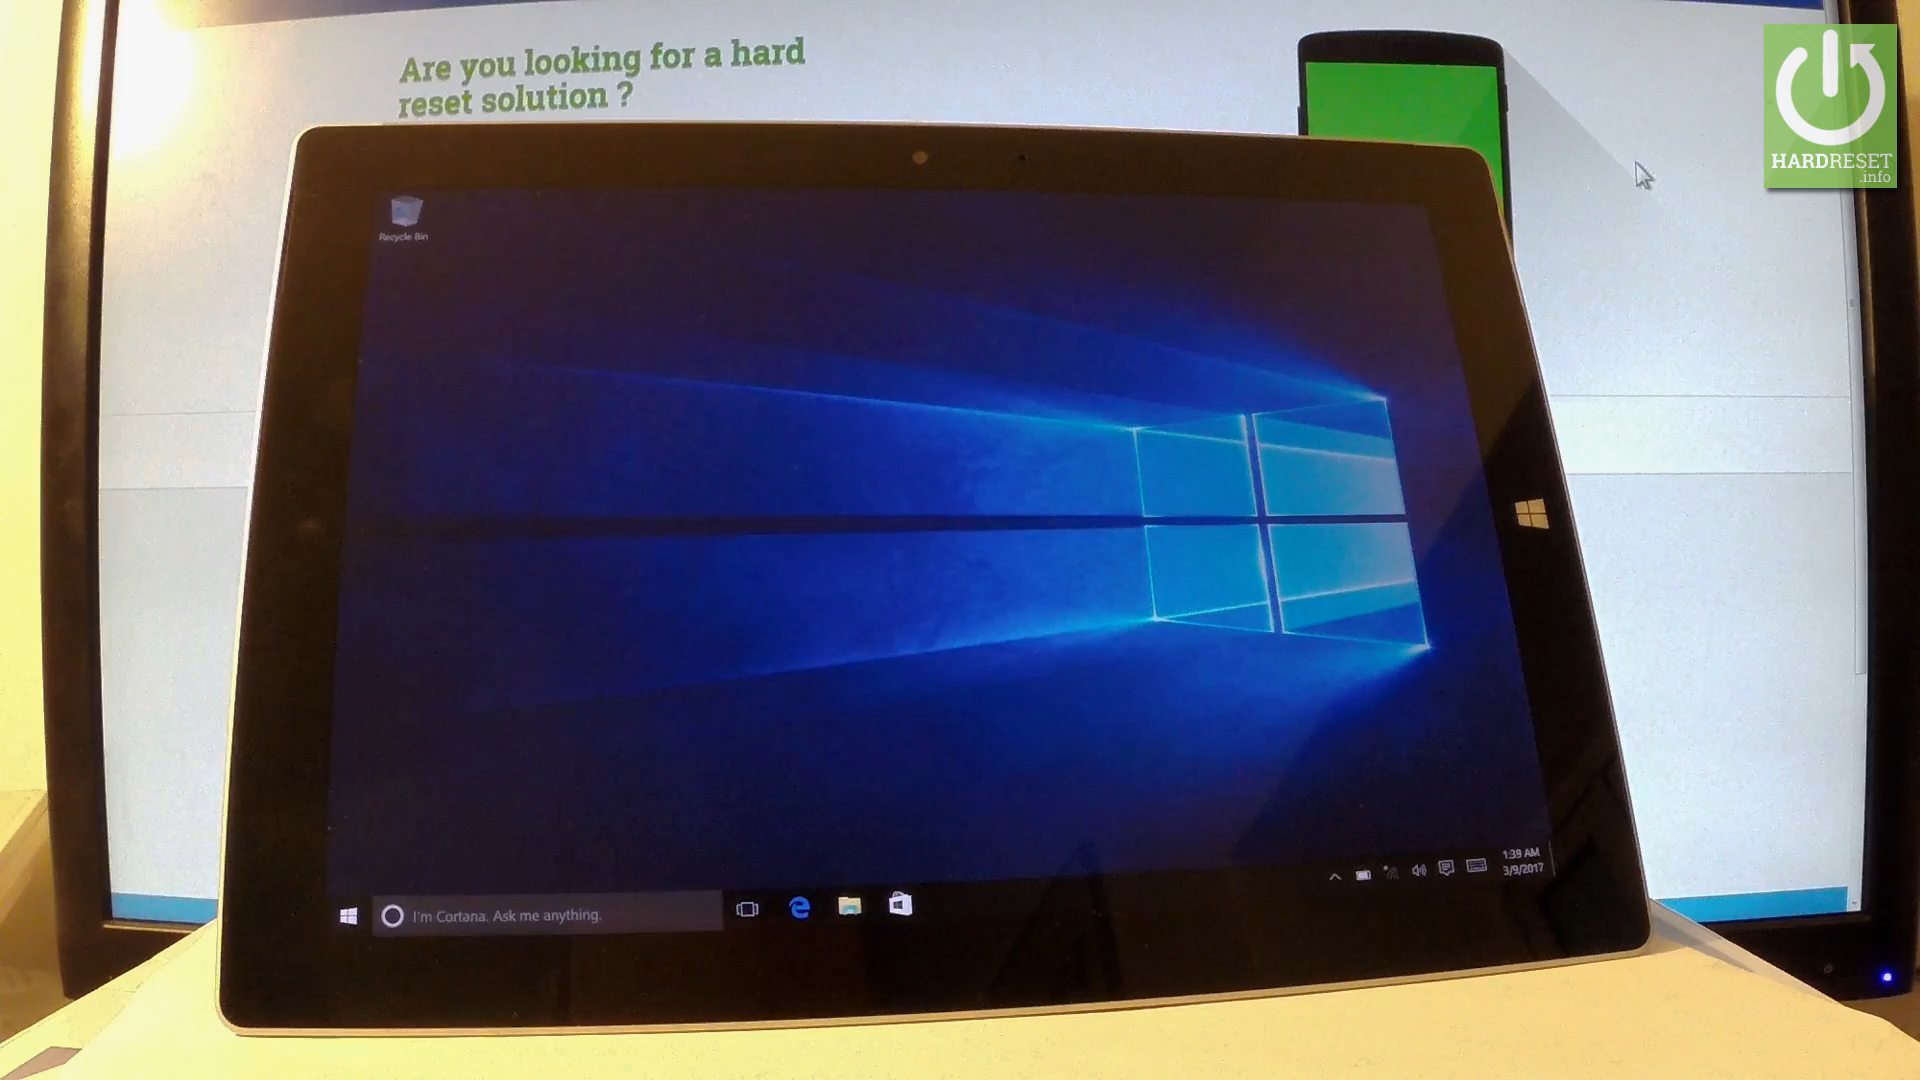 Are you looking for a hard
reset solution ?
HARDRESET
.info
Recycle Bin
I'm Cortana. Ask me anything.
1:39 AM
3/9/2017